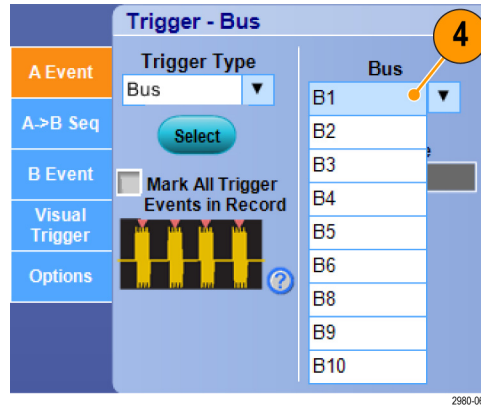 Trigger - Bus
4
A Event
A->B Seq
B Event
Visual
Trigger
Options
Trigger Type
Bus
Select
Mark All Trigger
Events in Record
?
Bus
B1
B2
B3
B4
B5
B6
B8
B9
B10